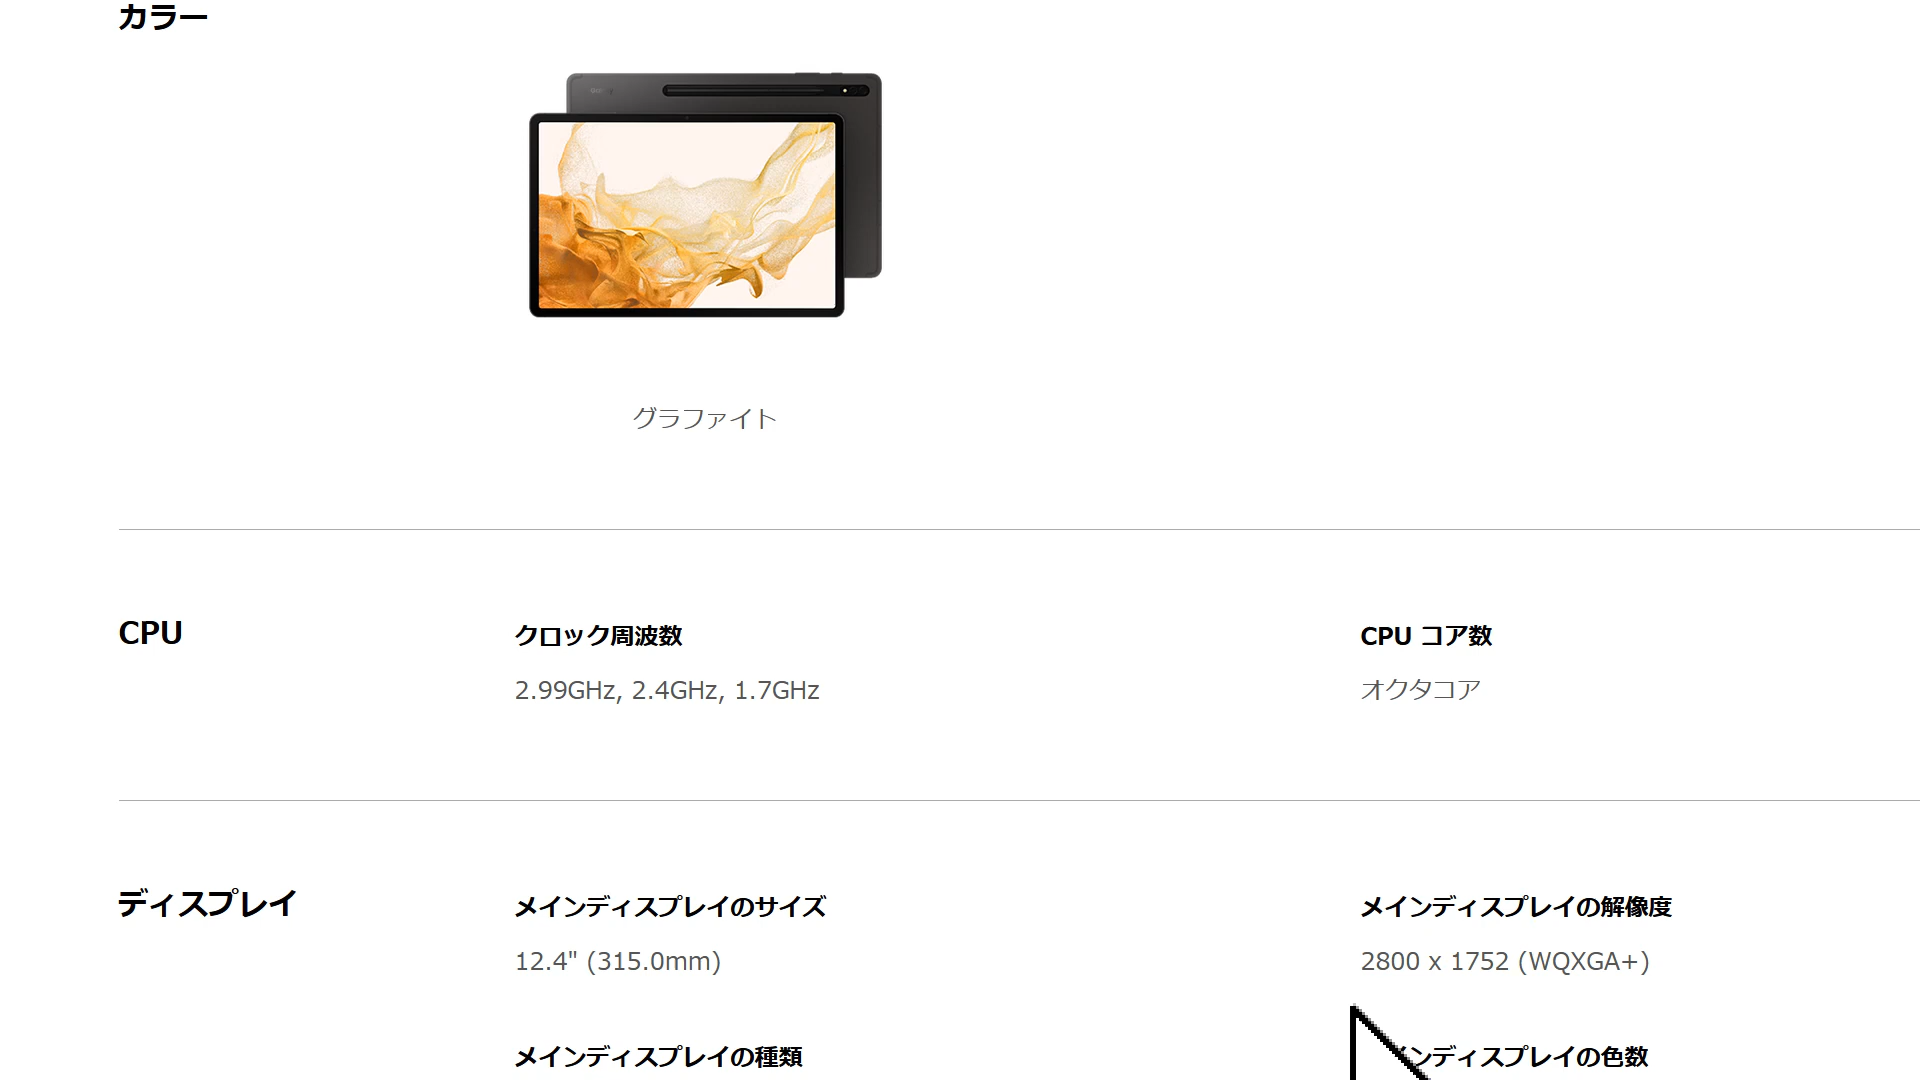 カラー
グラファイト
CPU
クロック周波数
CPU コア数
2.99GHz, 2.4GHz, 1.7GHz
オクタコア
ディスプレイ
メインディスプレイのサイズ
メインディスプレイの解像度
12.4" (315.0mm)
2800 x 1752 (WQXGA+)
メインディスプレイの種類
ンディスプレイの色数